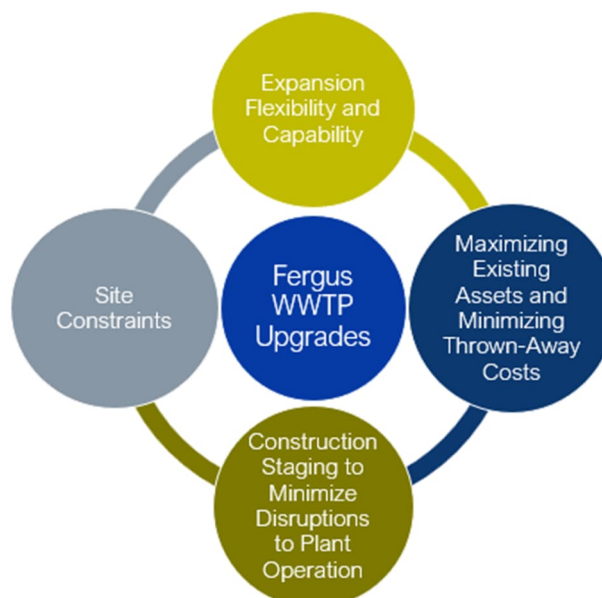 Expansion
Flexibility and
Capability
Maximizing
Existing
Assets and
Minimizing
Thrown-Away
Costs
Construction
Staging to
Minimize
Disruptions
to Plant
Operation
Site
Constraints
Fergus
WWTP
Upgrades